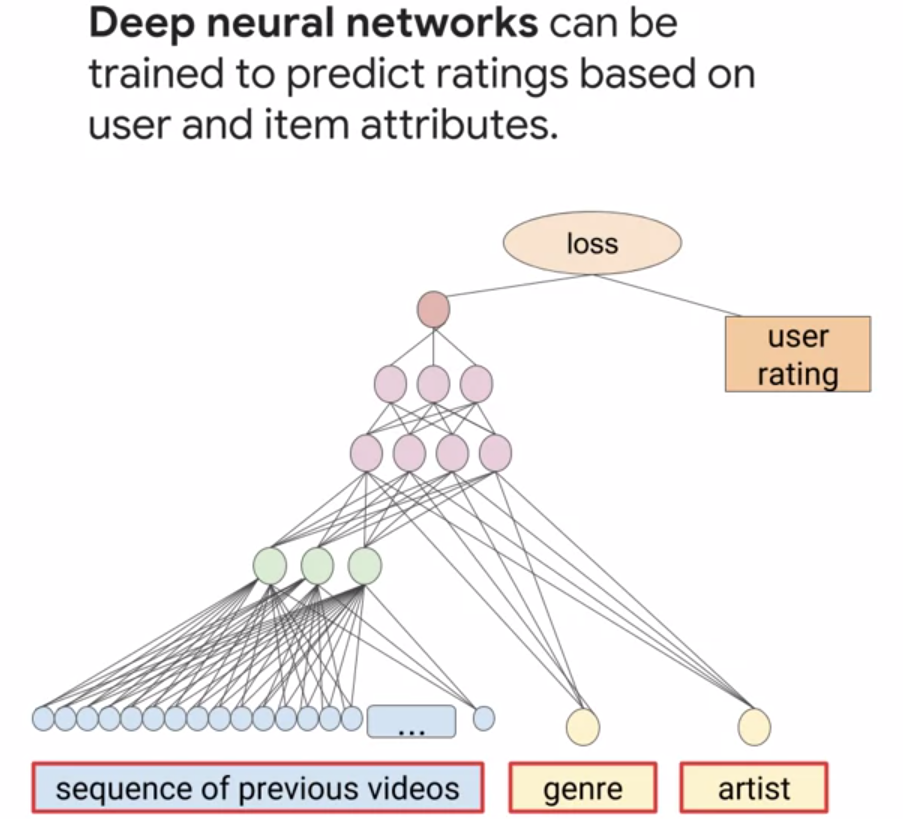 Deep neural networks can be
trained to predict ratings based on
user and item attributes.
loss
user
rating
...
sequence of previous videos
genre
artist